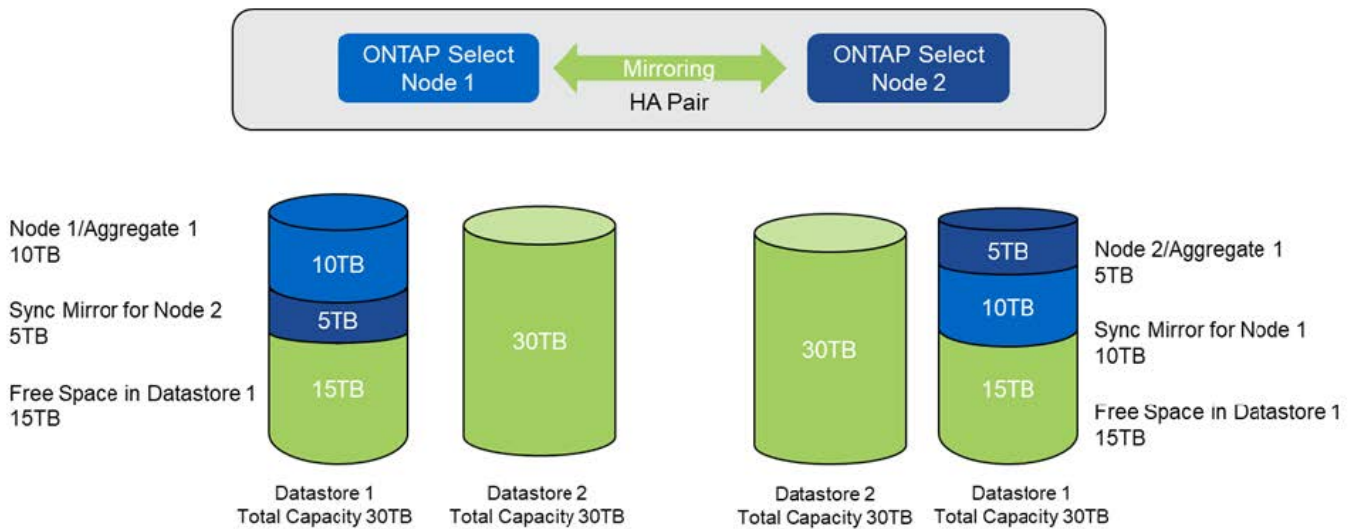 ONTAP Select
Node 1
Mirroring
HA Pair
ONTAP Select
Node 2
Node 1/Aggregate 1
10TB
Sync Mirror for Node 2
5TB
Free Space in Datastore 1
15TB
10TB
5TB
15TB
30TB
30TB
5TB
10TB
15TB
Node 2/Aggregate 1
5TB
Sync Mirror for Node 1
10TB
Free Space in Datastore 1
15TB
Datastore 1
Total Capacity 30TB
Datastore 2
Total Capacity 30TB
Datastore 2
Total Capacity 30TB
Datastore 1
Total Capacity 30TB